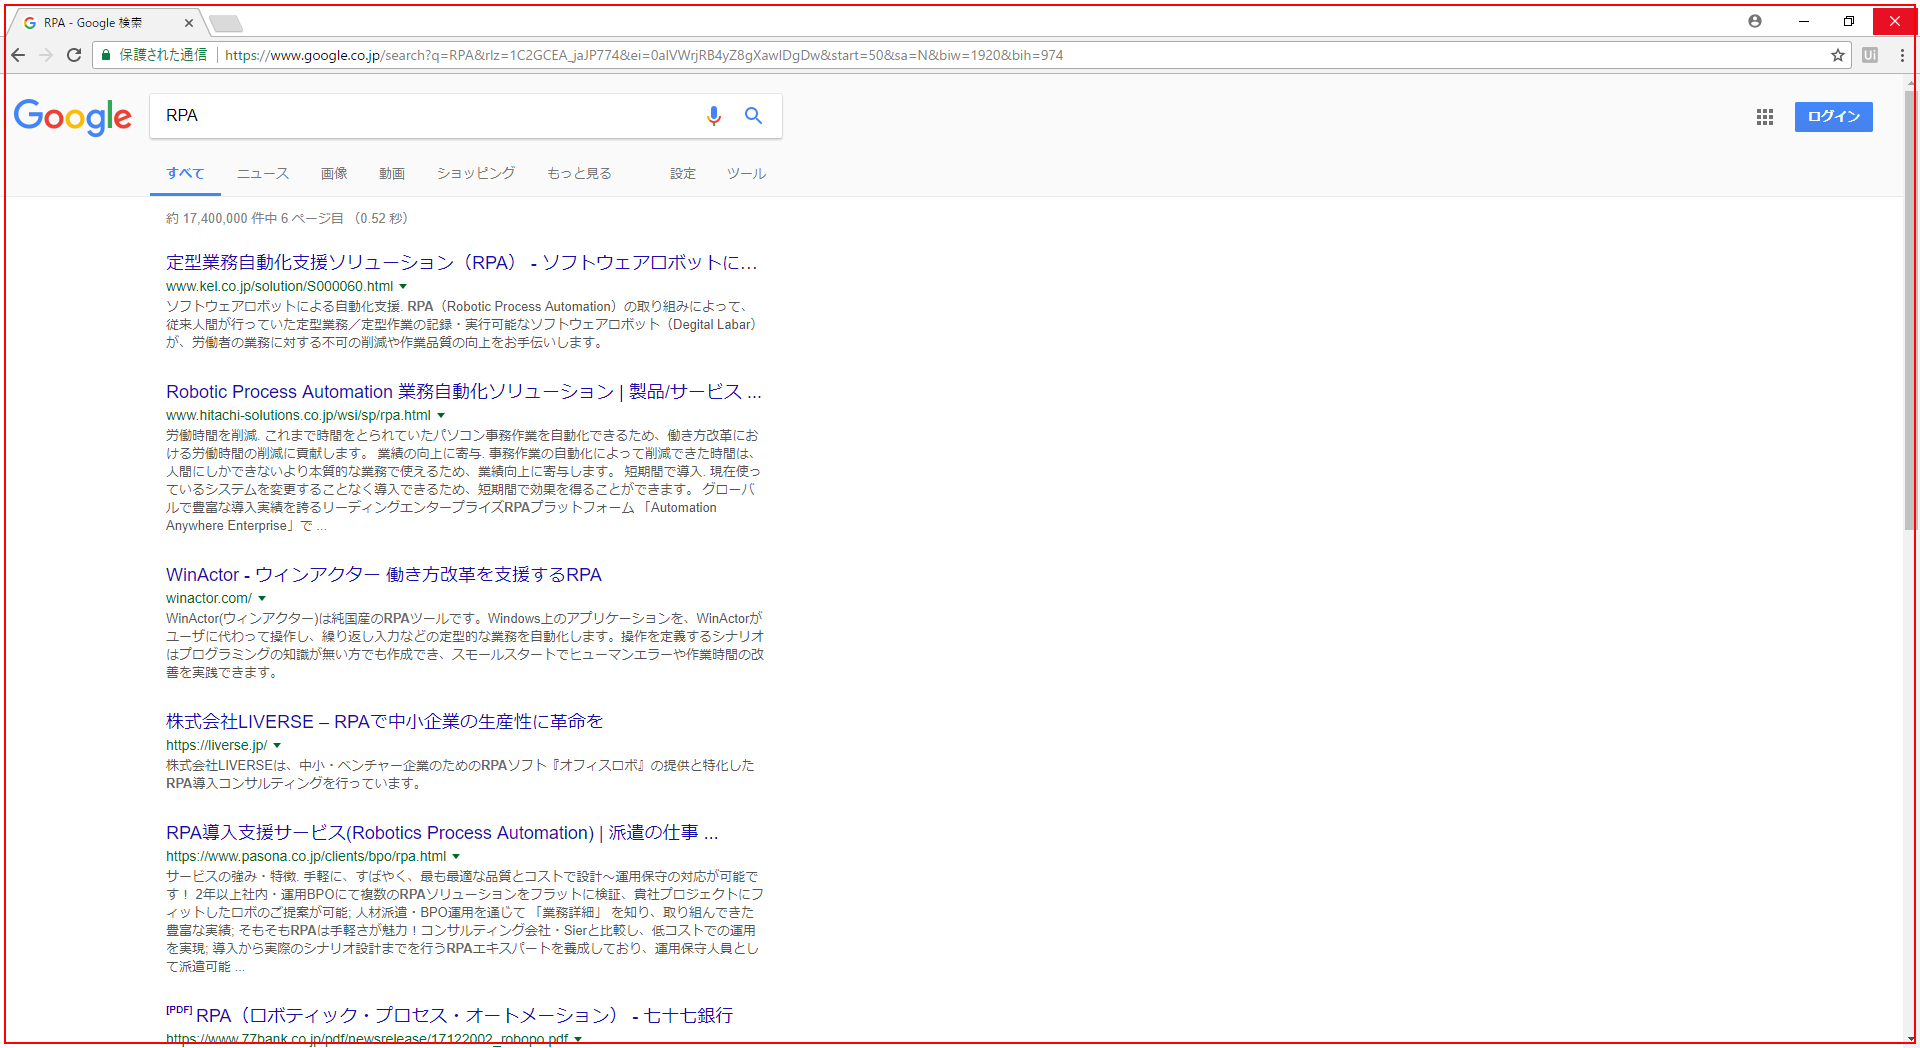 RPA - Google 検索
保護された通信 https://www.google.co.jp/search?q=RPA&rlz=1C2GCEA_jaJP774&ei=0alVWrjRB4yZ8gXawIDgDw&start=50&sa=N&biw=1920&bih=974
Ui
Google
RPA
ログイン
すべて ニュース 画像 動画 ショッピング もっと見る 設定 ツール
約 17,400,000 件中 6 ページ目 (0.52 秒)
定型業務自動化支援ソリューション（RPA） - ソフトウェアロボットに...
www.kel.co.jp/solution/S000060.html
ソフトウェアロボットによる自動化支援. RPA（Robotic Process Automation）の取り組みによって、
従来人間が行っていた定型業務／定型作業の記録・実行可能なソフトウェアロボット（Degital Labar）
が、労働者の業務に対する不可の削減や作業品質の向上をお手伝いします。
Robotic Process Automation 業務自動化ソリューション | 製品/サービス ...
www.hitachi-solutions.co.jp/wsi/sp/rpa.html
労働時間を削減. これまで時間をとられていたパソコン事務作業を自動化できるため、働き方改革にお
ける労働時間の削減に貢献します。 業績の向上に寄与. 事務作業の自動化によって削減できた時間は、
人間にしかできないより本質的な業務で使えるため、業績向上に寄与します。 短期間で導入. 現在使っ
ているシステムを変更することなく導入できるため、短期間で効果を得ることができます。 グローバ
ルで豊富な導入実績を誇るリーディングエンタープライズRPAプラットフォーム 「Automation
Anywhere Enterprise」で ...
WinActor - ウィンアクター 働き方改革を支援するRPA
winactor.com/
WinActor(ウィンアクター)は純国産のRPAツールです。Windows上のアプリケーションを、WinActorが
ユーザに代わって操作し、繰り返し入力などの定型的な業務を自動化します。操作を定義するシナリオ
はプログラミングの知識が無い方でも作成でき、スモールスタートでヒューマンエラーや作業時間の改
善を実践できます。
株式会社LIVERSE – RPAで中小企業の生産性に革命を
https://liverse.jp/
株式会社LIVERSEは、中小・ベンチャー企業のためのRPAソフト『オフィスロボ』の提供と特化した
RPA導入コンサルティングを行っています。
RPA導入支援サービス(Robotics Process Automation) | 派遣の仕事 ...
https://www.pasona.co.jp/clients/bpo/rpa.html
サービスの強み・特徴. 手軽に、すばやく、最も最適な品質とコストで設計～運用保守の対応が可能で
す！ 2年以上社内・運用BPOにて複数のRPAソリューションをフラットに検証、貴社プロジェクトにフ
ィットしたロボのご提案が可能; 人材派遣・BPO運用を通じて 「業務詳細」 を知り、取り組んできた
豊富な実績; そもそもRPAは手軽さが魅力！コンサルティング会社・Sierと比較し、低コストでの運用
を実現; 導入から実際のシナリオ設計までを行うRPAエキスパートを養成しており、運用保守人員とし
て派遣可能 ...
[PDF] RPA（ロボティック・プロセス・オートメーション） - 七十七銀行
https://www.77bank.co.jp/pdf/newsrelease/17122002_robopo.pdf